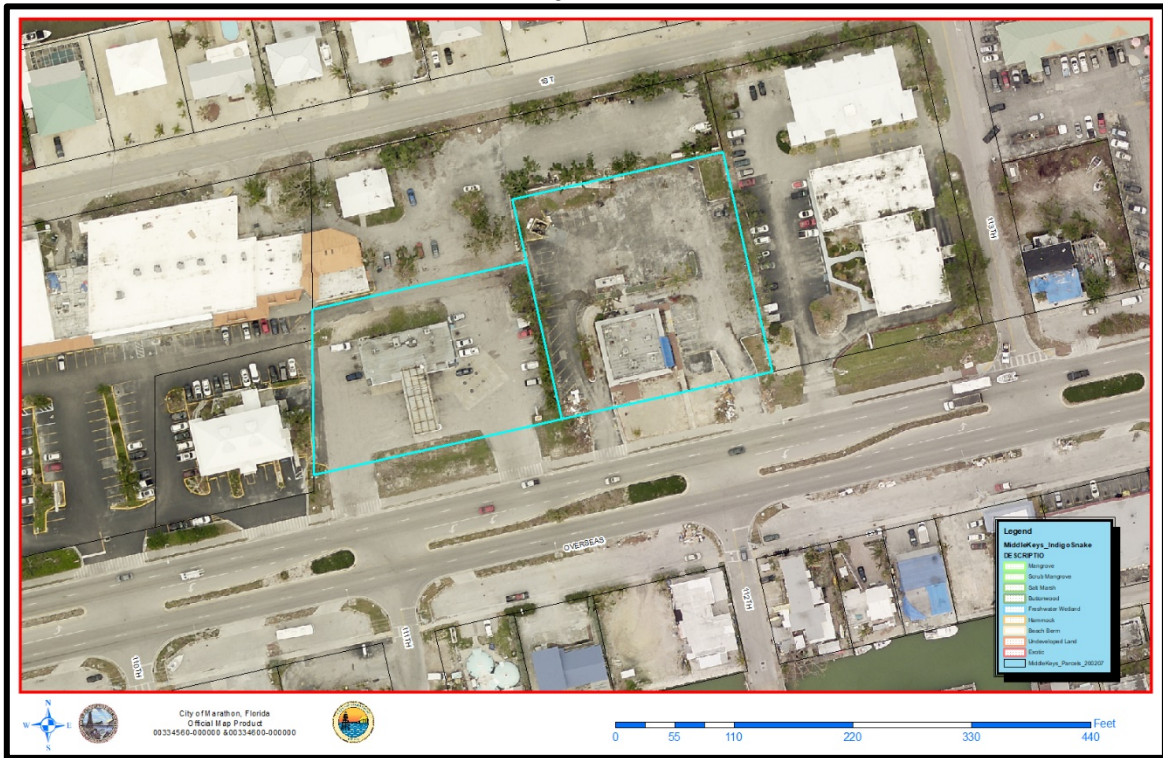 1ST
113TH
OVERSEAS
112TH
111TH
110TH
Legend
MiddleKeys_IndigoSnake
DESCRIPTIO
Mangrove
Scrub Mangrove
Salt Marsh
Buttonwood
Freshwater Wetland
Hammock
Beach Berm
Undeveloped Land
Exotic
MiddleKeys_Parcels_200207
N
W E
S
City of Marathon, Florida
Official Map Product
00334560-000000 &00334600-000000
Feet
0 55 110 220 330 440